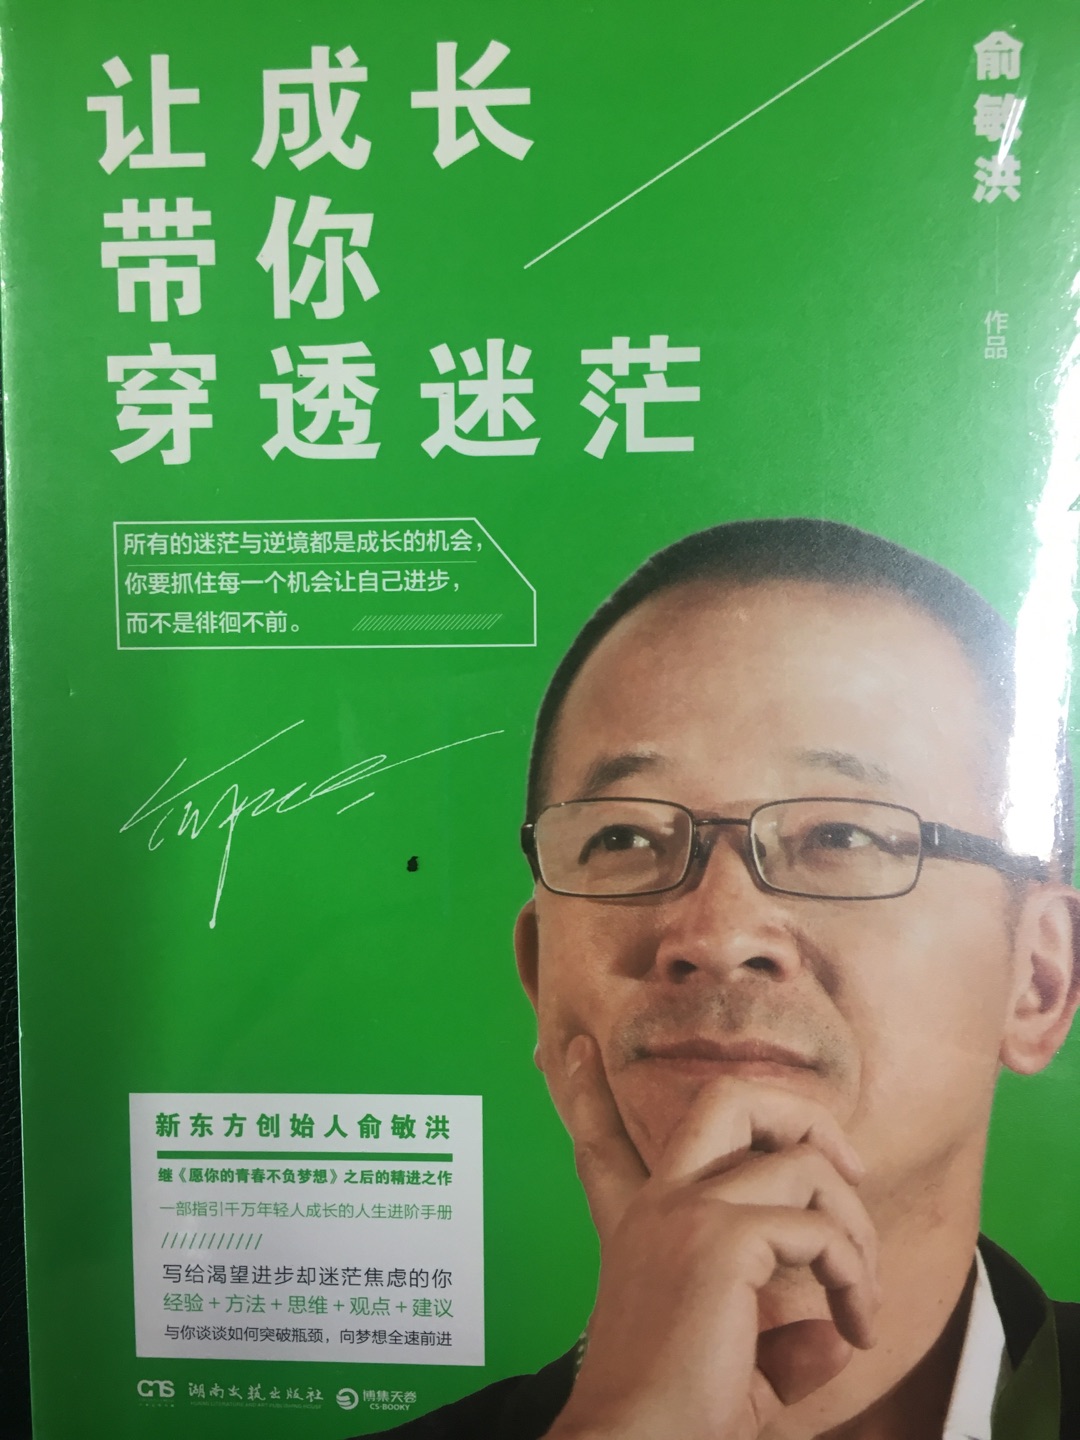 让成长
带你
穿透迷茫
俞敏洪
作品
所有的迷茫与逆境都是成长的机会，
你要抓住每一个机会让自己进步，
而不是徘徊不前。
新东方创始人俞敏洪
继《愿你的青春不负梦想》之后的精进之作
一部指引千万年轻人成长的人生进阶手册
///////////
写给渴望进步却迷茫焦虑的你
经验+方法+思维+观点+建议
与你谈谈如何突破瓶颈，向梦想全速前进
湖南文艺出版社
HUNAN LITERATURE AND ART PUBLISHING HOUSE
博集天卷
CS-BOOKY